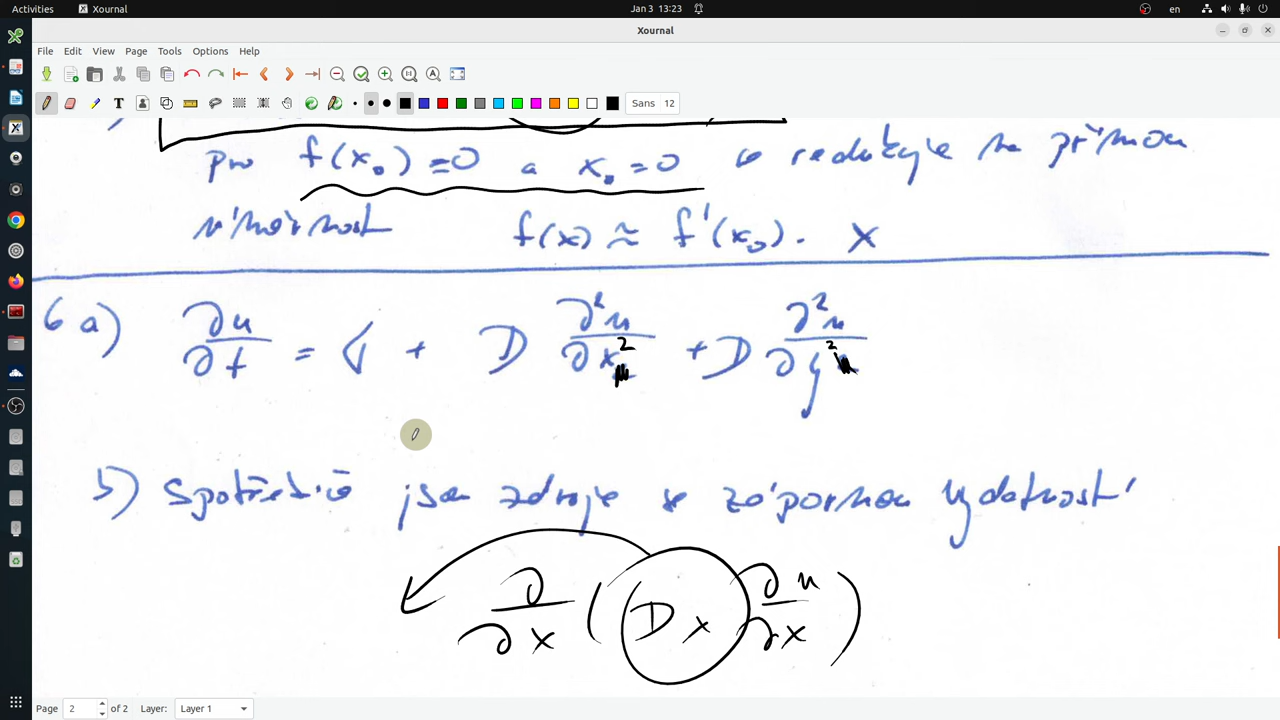 Activities Xournal Jan 3 13:23 en
Xournal
File Edit View Page Tools Options Help
T Sans 12
pro f(x₀) = 0 a x₀ = 0 se redukuje na přímou
úměrnost f(x) ≈ f'(x₀) · x
6 a) ∂u/∂t = σ + D ∂²u/∂x² + D ∂²u/∂y²
b) Spotřebiče jsou zdroje se zápornou vydatností
∂/∂x (Dx ∂u/∂x)
Page 2 of 2 Layer: Layer 1